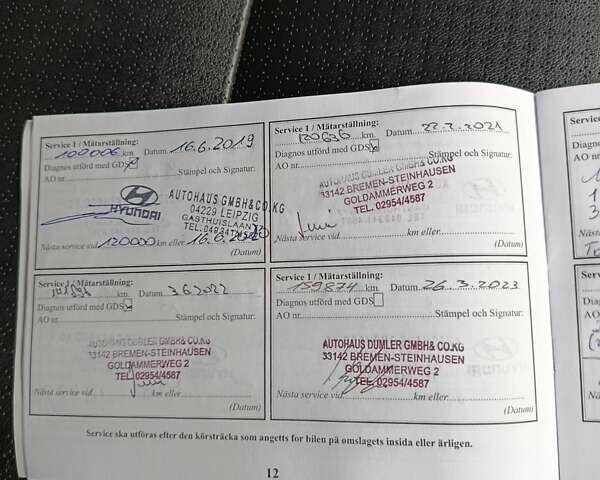 Service 1 / Mätarställning:
109006 km Datum 16.6.2019
Diagnos utförd med GDS
AO nr Stämpel och Signatur:
HYUNDAI
AUTOHAUS GMBH & CO.KG
04229 LEIPZIG
Nästa service vid 120000 km eller 16.6.
(Datum)
Service 1 / Mätarställning:
km. Datum 22.3.2021
Diagnos utförd med GDS
AO nr Stämpel och Signatur:
AUTOHAUS DUMLER GMBH& CO.KG
33142 BREMEN-STEINHAUSEN
GOLDAMMERWEG 2
TEL. 02954/4587
Nästa service vid km eller
(Datum)
Service 1 / Mätarställning:
km Datum
Diagnos utförd med GDS
AO nr Stämpel och Signatur:
AUTOHAUS DUMLER GMBH& CO.KG
33142 BREMEN-STEINHAUSEN
GOLDAMMERWEG 2
TEL. 02954/4587
Nästa service vid km eller
(Datum)
Service 1 / Mätarställning:
159874 km. Datum 26.3.2023
Diagnos utförd med GDS
AO nr Stämpel och Signatur:
AUTOHAUS DUMLER GMBH& CO.KG
33142 BREMEN-STEINHAUSEN
GOLDAMMERWEG 2
TEL. 02954/4587
Nästa service vid km eller
(Datum)
Service ska utföras efter den körsträcka som angetts for bilen på omslagets insida eller årligen.
12